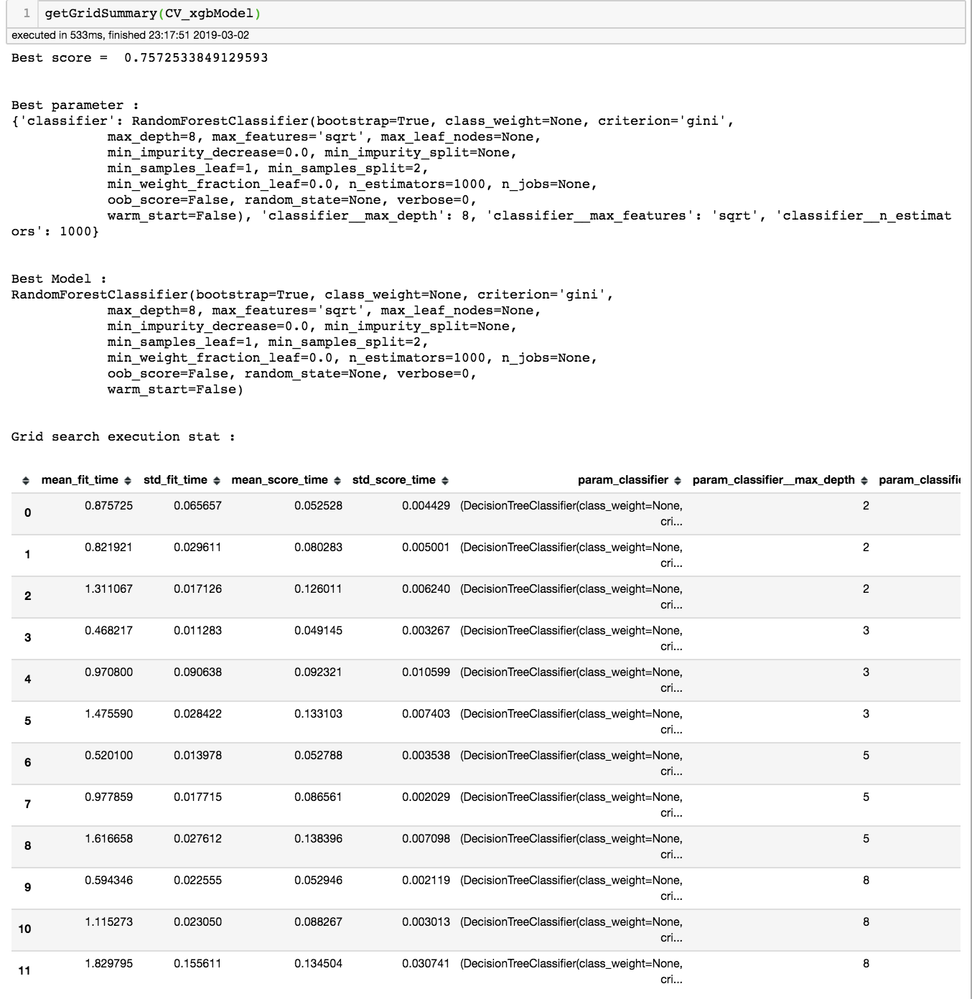 1 getGridSummary(CV_xgbModel)
executed in 533ms, finished 23:17:51 2019-03-02
Best score =  0.7572533849129593
Best parameter :
{'classifier': RandomForestClassifier(bootstrap=True, class_weight=None, criterion='gini',
            max_depth=8, max_features='sqrt', max_leaf_nodes=None,
            min_impurity_decrease=0.0, min_impurity_split=None,
            min_samples_leaf=1, min_samples_split=2,
            min_weight_fraction_leaf=0.0, n_estimators=1000, n_jobs=None,
            oob_score=False, random_state=None, verbose=0,
            warm_start=False), 'classifier__max_depth': 8, 'classifier__max_features': 'sqrt', 'classifier__n_estimat
ors': 1000}
Best Model :
RandomForestClassifier(bootstrap=True, class_weight=None, criterion='gini',
            max_depth=8, max_features='sqrt', max_leaf_nodes=None,
            min_impurity_decrease=0.0, min_impurity_split=None,
            min_samples_leaf=1, min_samples_split=2,
            min_weight_fraction_leaf=0.0, n_estimators=1000, n_jobs=None,
            oob_score=False, random_state=None, verbose=0,
            warm_start=False)
Grid search execution stat :
mean_fit_time std_fit_time mean_score_time std_score_time param_classifier param_classifier__max_depth param_classifie
0 0.875725 0.065657 0.052528 0.004429 (DecisionTreeClassifier(class_weight=None, 2
cri...
1 0.821921 0.029611 0.080283 0.005001 (DecisionTreeClassifier(class_weight=None, 2
cri...
2 1.311067 0.017126 0.126011 0.006240 (DecisionTreeClassifier(class_weight=None, 2
cri...
3 0.468217 0.011283 0.049145 0.003267 (DecisionTreeClassifier(class_weight=None, 3
cri...
4 0.970800 0.090638 0.092321 0.010599 (DecisionTreeClassifier(class_weight=None, 3
cri...
5 1.475590 0.028422 0.133103 0.007403 (DecisionTreeClassifier(class_weight=None, 3
cri...
6 0.520100 0.013978 0.052788 0.003538 (DecisionTreeClassifier(class_weight=None, 5
cri...
7 0.977859 0.017715 0.086561 0.002029 (DecisionTreeClassifier(class_weight=None, 5
cri...
8 1.616658 0.027612 0.138396 0.007098 (DecisionTreeClassifier(class_weight=None, 5
cri...
9 0.594346 0.022555 0.052946 0.002119 (DecisionTreeClassifier(class_weight=None, 8
cri...
10 1.115273 0.023050 0.088267 0.003013 (DecisionTreeClassifier(class_weight=None, 8
cri...
11 1.829795 0.155611 0.134504 0.030741 (DecisionTreeClassifier(class_weight=None, 8
cri...